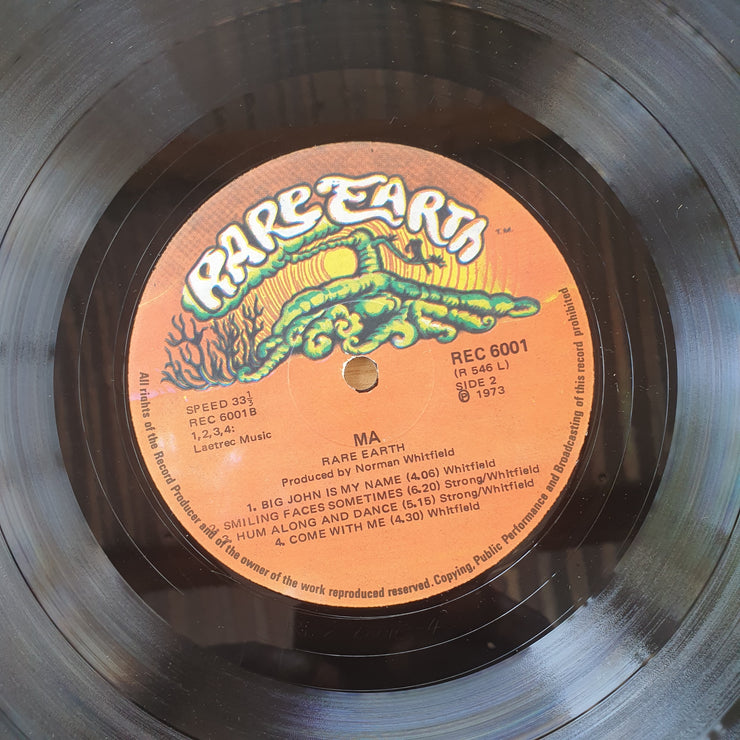 RARE EARTH
T.M.
REC 6001
(R 546 L)
SIDE 2
℗ 1973
SPEED 33⅓
REC 6001B
1,2,3,4:
Laetrec Music
MA
RARE EARTH
Produced by Norman Whitfield
1. BIG JOHN IS MY NAME (4.06) Whitfield
2. SMILING FACES SOMETIMES (6.20) Strong/Whitfield
3. HUM ALONG AND DANCE (5.15) Strong/Whitfield
4. COME WITH ME (4.30) Whitfield
All rights of the Record Producer and of the owner of the work reproduced reserved. Copying, Public Performance and Broadcasting of this record prohibited